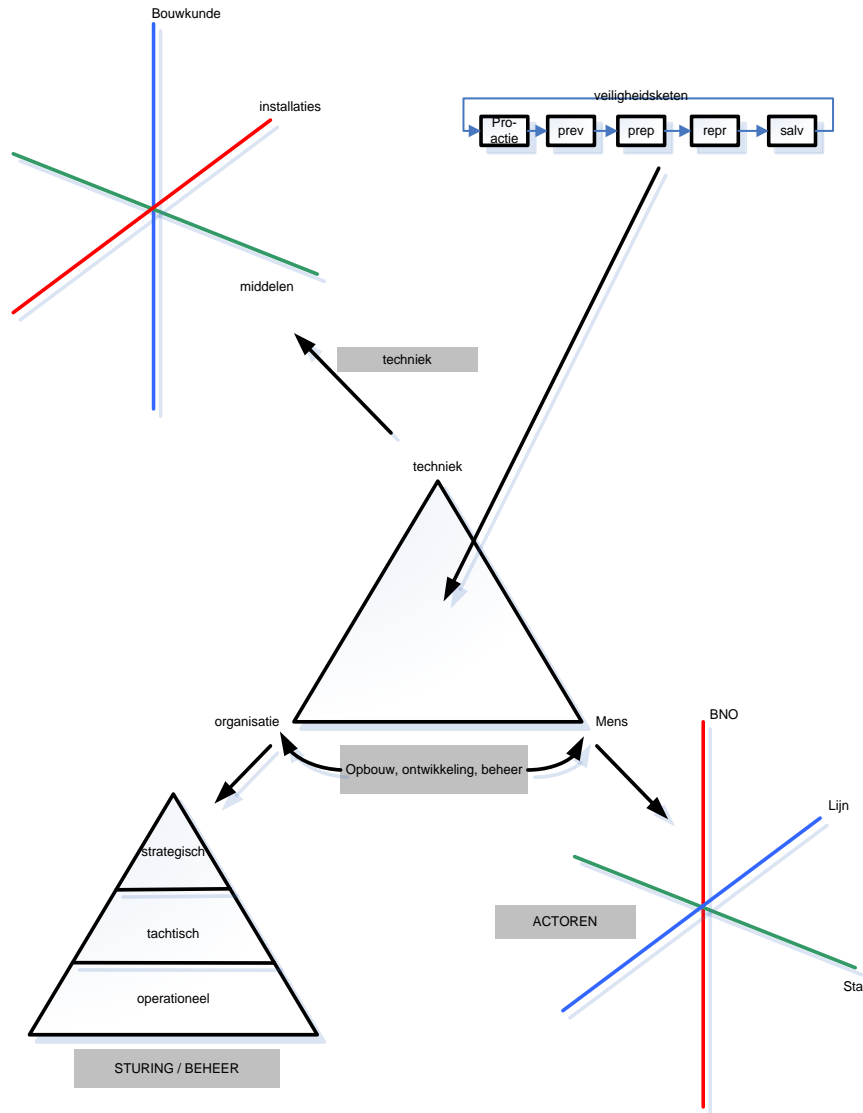 Bouwkunde
installaties
middelen
veiligheidsketen
Pro-
actie
prev
prep
repr
salv
techniek
techniek
organisatie
Mens
Opbouw, ontwikkeling, beheer
strategisch
tachtisch
operationeel
STURING / BEHEER
BNO
Lijn
ACTOREN
Sta